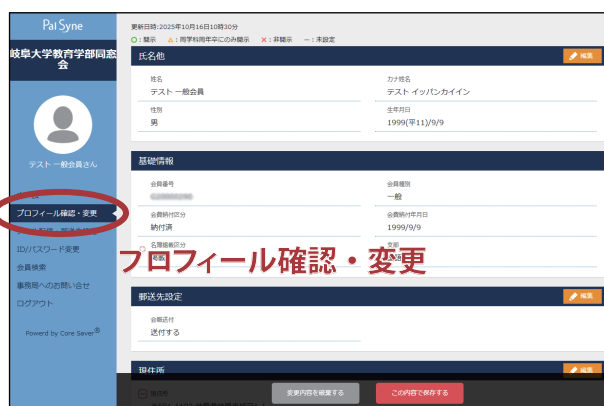 Pal Syne
岐阜大学教育学部同窓会
テスト 一般会員さん
プロフィール確認・変更
ID/パスワード変更
会員検索
事務局へのお問い合せ
ログアウト
Powerd by Core Saver®
更新日時:2025年10月16日10時30分
○：開示 ▲：同学科同年卒にのみ開示 ×：非開示 －：未設定
氏名他
編集
姓名
カナ姓名
テスト 一般会員
テスト イッパンカイイン
性別
生年月日
男
1999(平11)/9/9
基礎情報
会員番号
会員種別
一般
会費納付区分
会費納付年月日
納付済
1999/9/9
名簿掲載区分
支部
プロフィール確認・変更
郵送先設定
編集
会報送付
送付する
現住所
編集
変更内容を破棄する
この内容で保存する